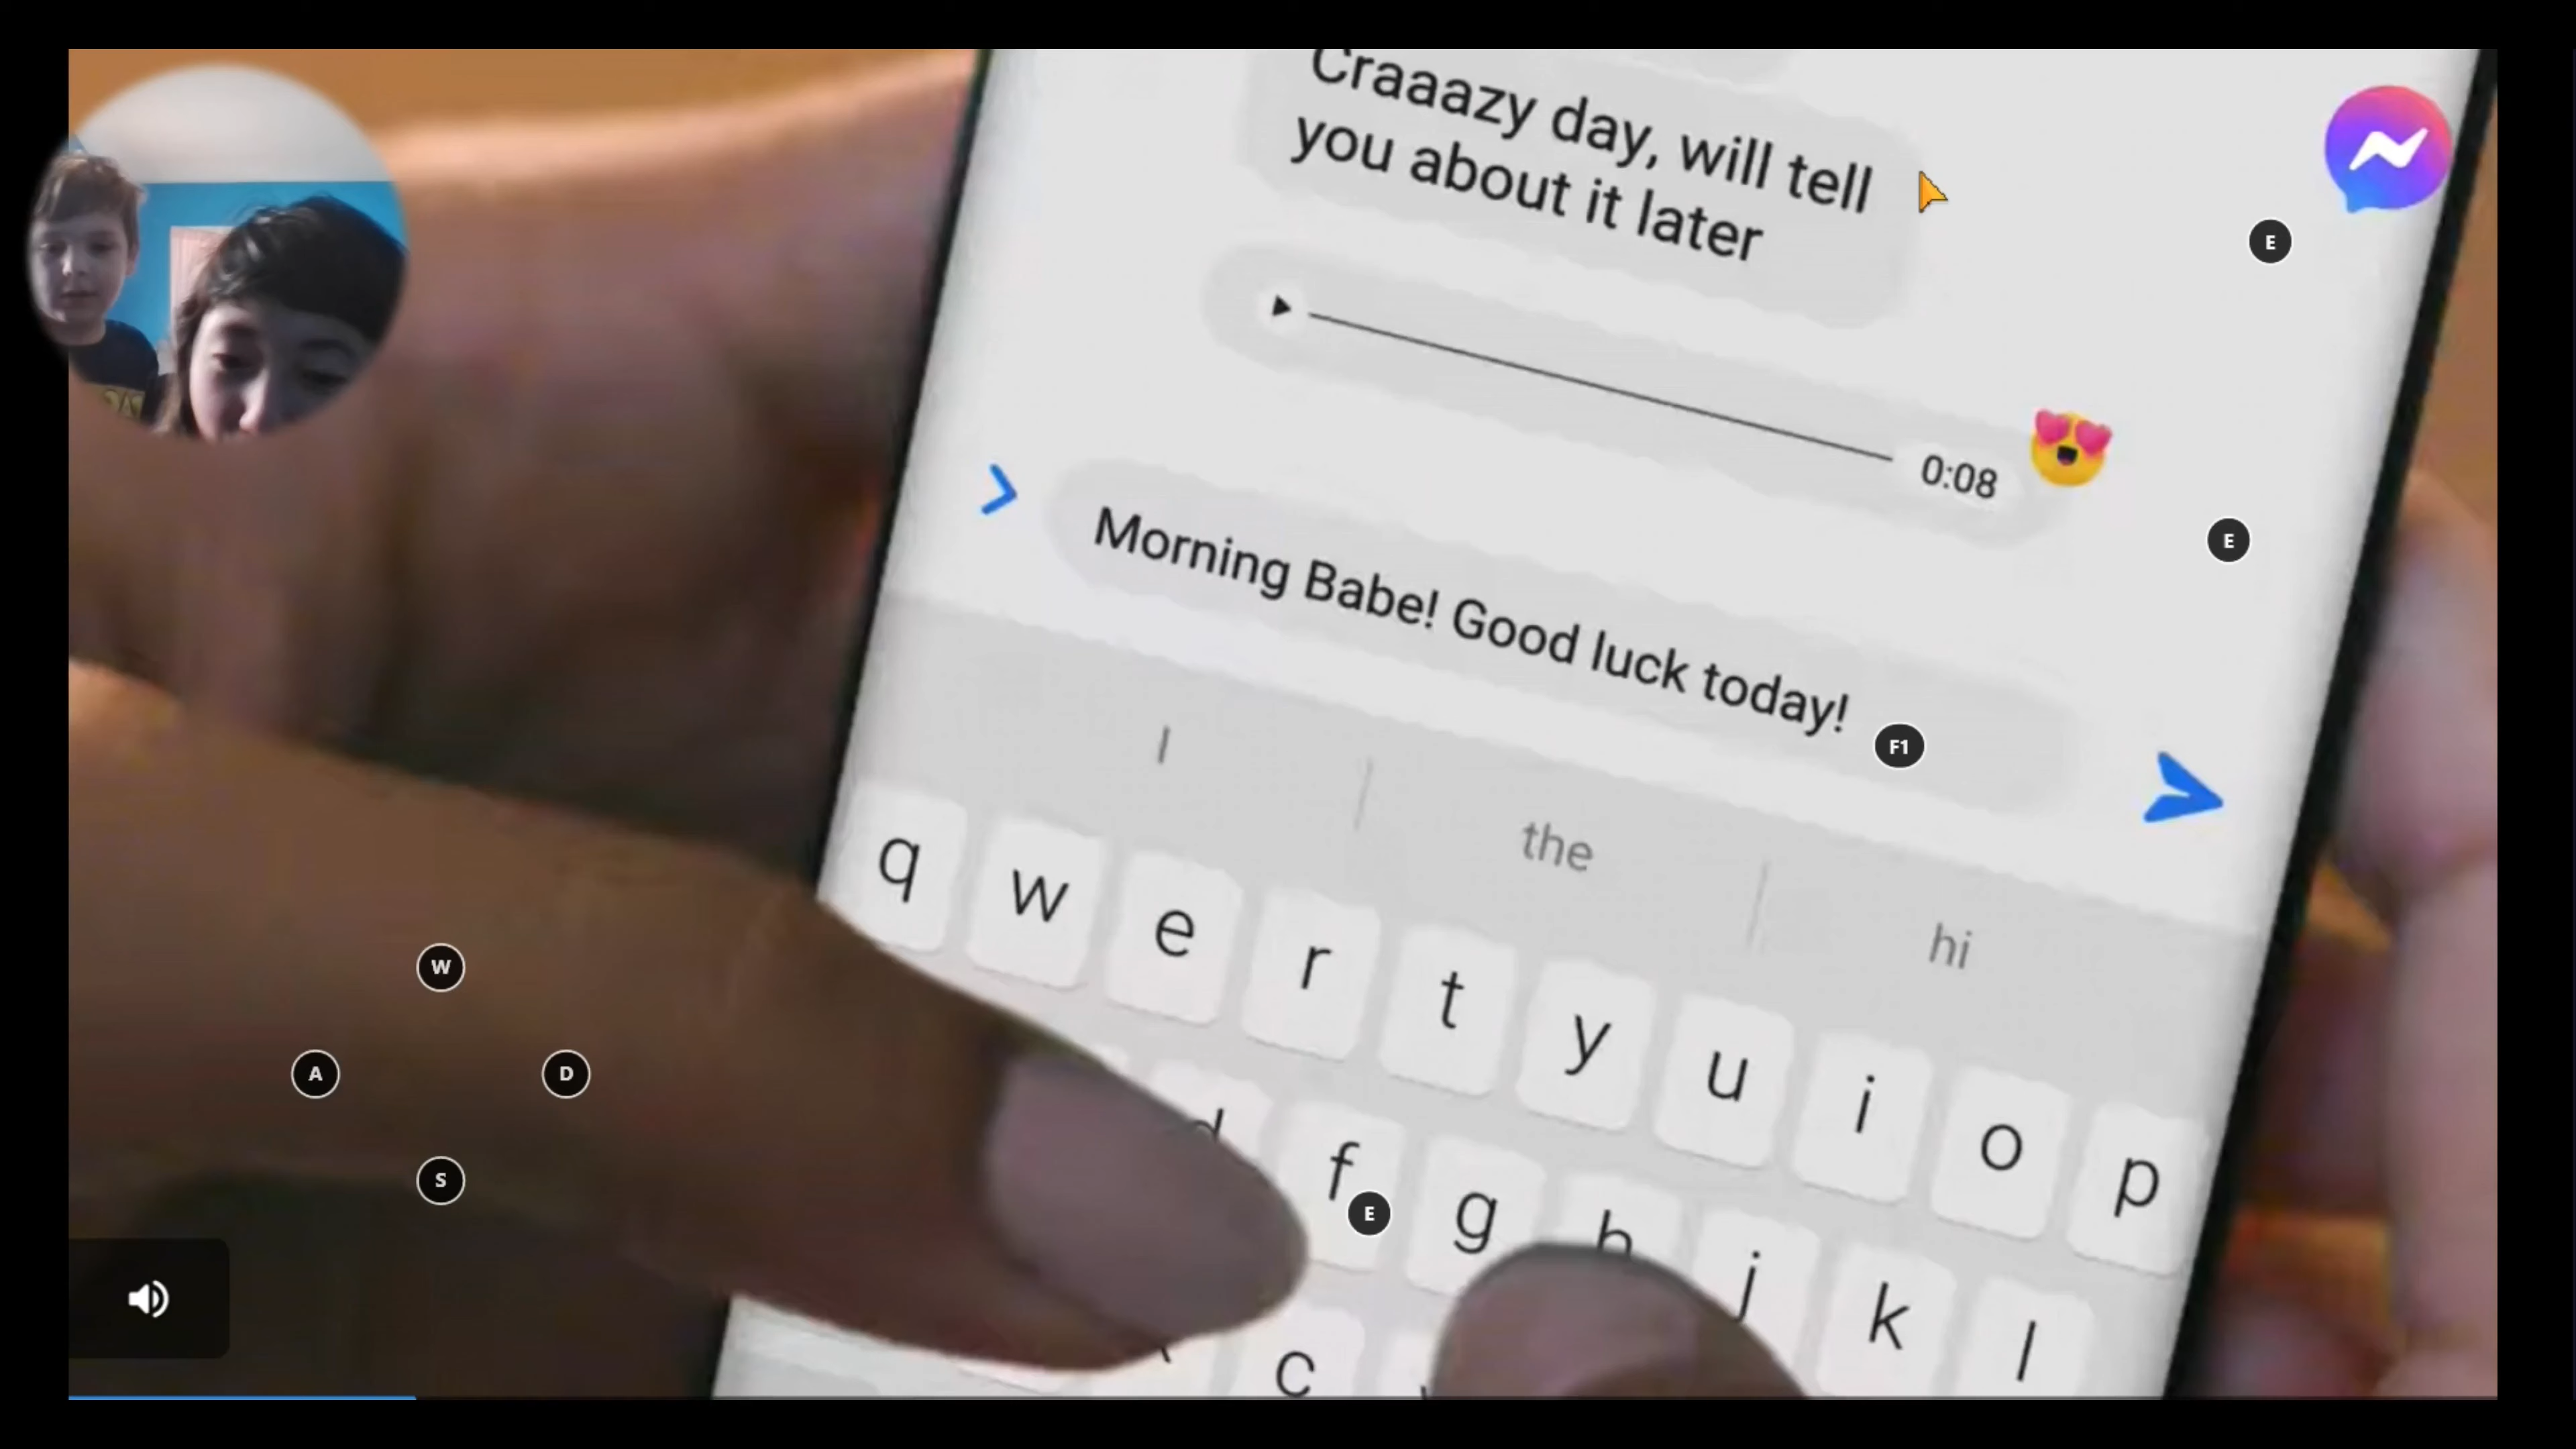 Craaazy day, will tell
you about it later
E
0:08
E
Morning Babe! Good luck today!
F1
I
the
hi
q w e r t y u i o p
W
A
D
d f g h j k l
E
S
c